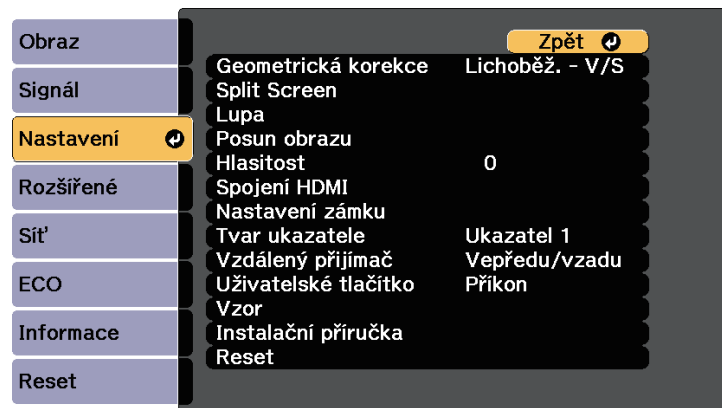 Obraz
Signál
Nastavení
Rozšířené
Síť
ECO
Informace
Reset
Zpět
Geometrická korekce Lichoběž. - V/S
Split Screen
Lupa
Posun obrazu
Hlasitost 0
Spojení HDMI
Nastavení zámku
Tvar ukazatele Ukazatel 1
Vzdálený přijímač Vepředu/vzadu
Uživatelské tlačítko Příkon
Vzor
Instalační příručka
Reset